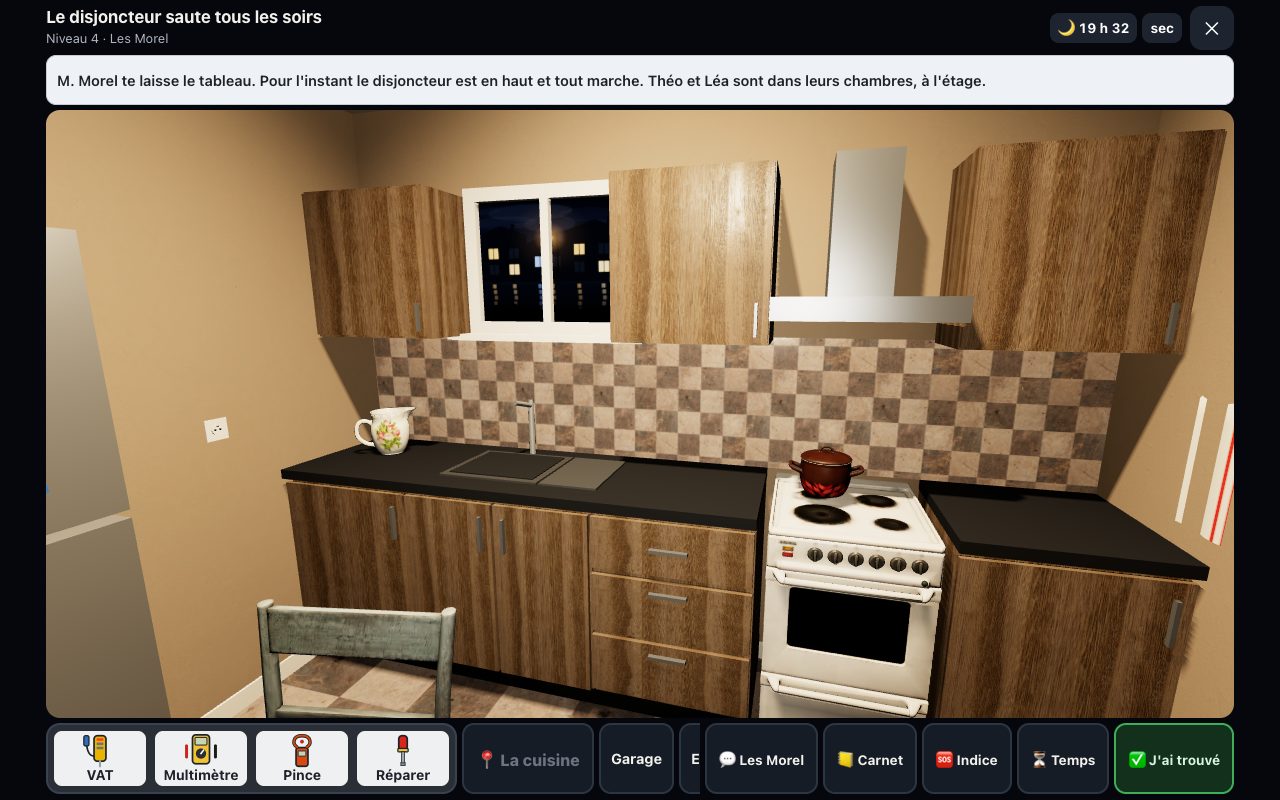 Le disjoncteur saute tous les soirs
Niveau 4 · Les Morel
🌙 19 h 32
sec
M. Morel te laisse le tableau. Pour l'instant le disjoncteur est en haut et tout marche. Théo et Léa sont dans leurs chambres, à l'étage.
VAT
Multimètre
Pince
Réparer
📍 La cuisine
Garage
E
💬 Les Morel
📒 Carnet
🆘 Indice
⏳ Temps
✅ J'ai trouvé